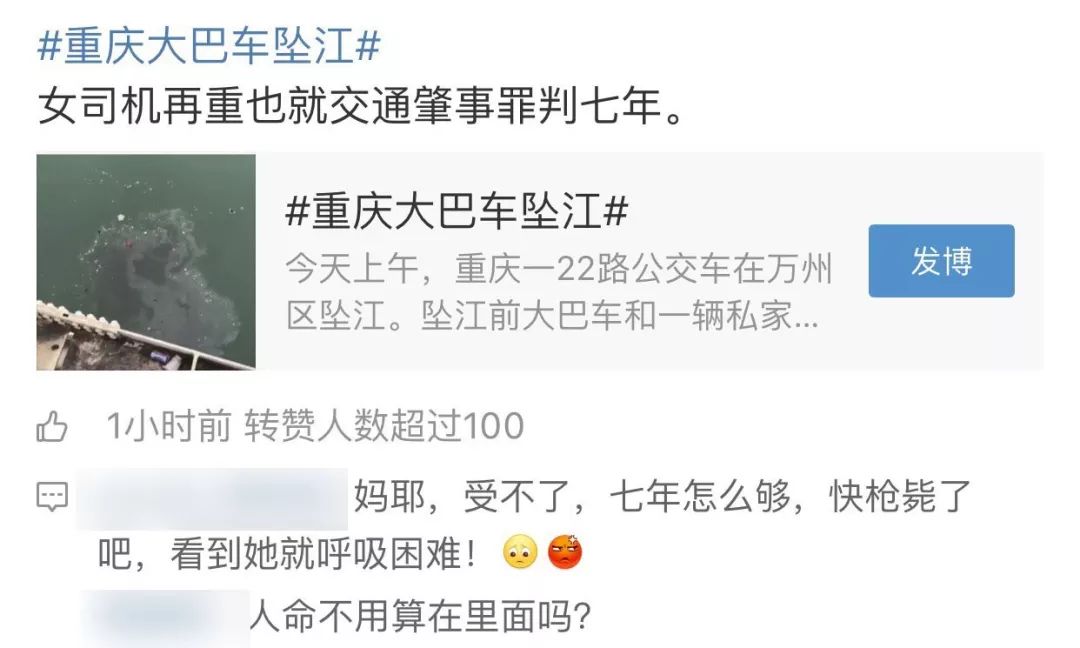 #重庆大巴车坠江#
女司机再重也就交通肇事罪判七年。
#重庆大巴车坠江#
今天上午，重庆一22路公交车在万州
区坠江。坠江前大巴车和一辆私家...
发博
1小时前 转赞人数超过100
妈耶，受不了，七年怎么够，快枪毙了
吧，看到她就呼吸困难！
人命不用算在里面吗?